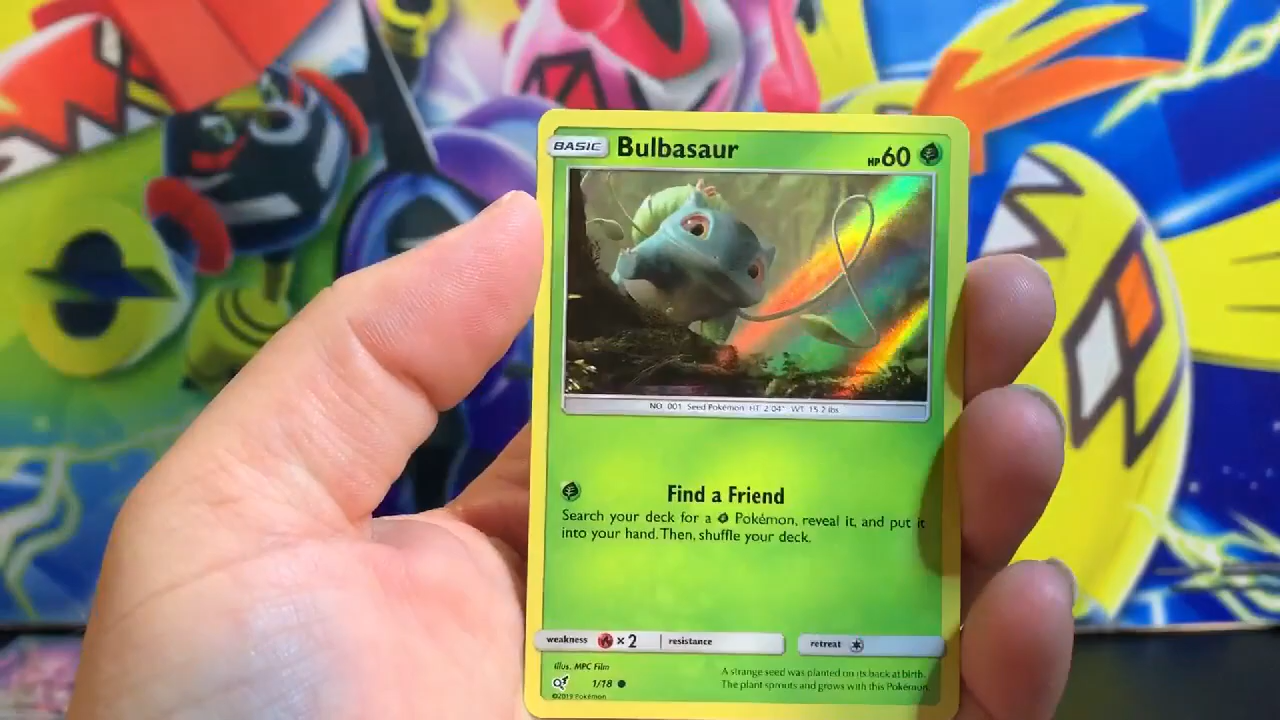 BASIC Bulbasaur HP 60
NO. 001 Seed Pokémon HT: 2'04" WT: 15.2 lbs
Find a Friend
Search your deck for a Pokémon, reveal it, and put it
into your hand. Then, shuffle your deck.
weakness ×2 resistance retreat
Illus. MPC Film
1/18
©2019 Pokémon
A strange seed was planted on its back at birth.
The plant sprouts and grows with this Pokémon.